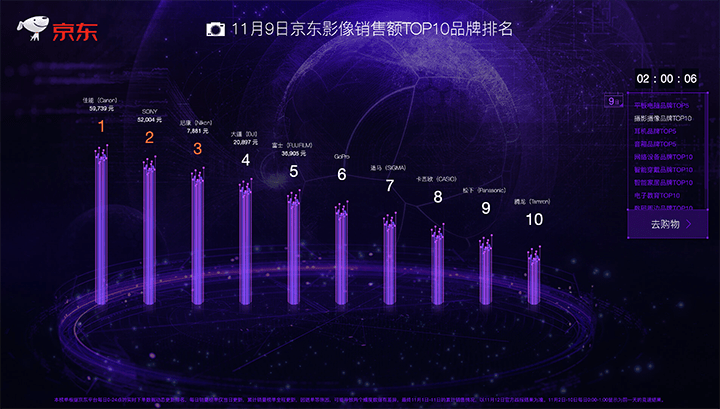 京东
11月9日京东影像销售额TOP10品牌排名
02 : 00 : 06
佳能（Canon）
59,739 元
1
SONY
52,004 元
2
尼康（Nikon）
7,881 元
3
大疆（DJI）
20,897 元
4
富士（FUJIFILM）
35,905 元
5
GoPro
6
适马（SIGMA）
7
卡西欧（CASIO）
8
松下（Panasonic）
9
腾龙（Tamron）
10
平板电脑品牌TOP5
摄影摄像品牌TOP10
耳机品牌TOP5
音箱品牌TOP5
网络设备品牌TOP10
智能穿戴品牌TOP10
智能家居品牌TOP10
电子教育TOP10
去购物